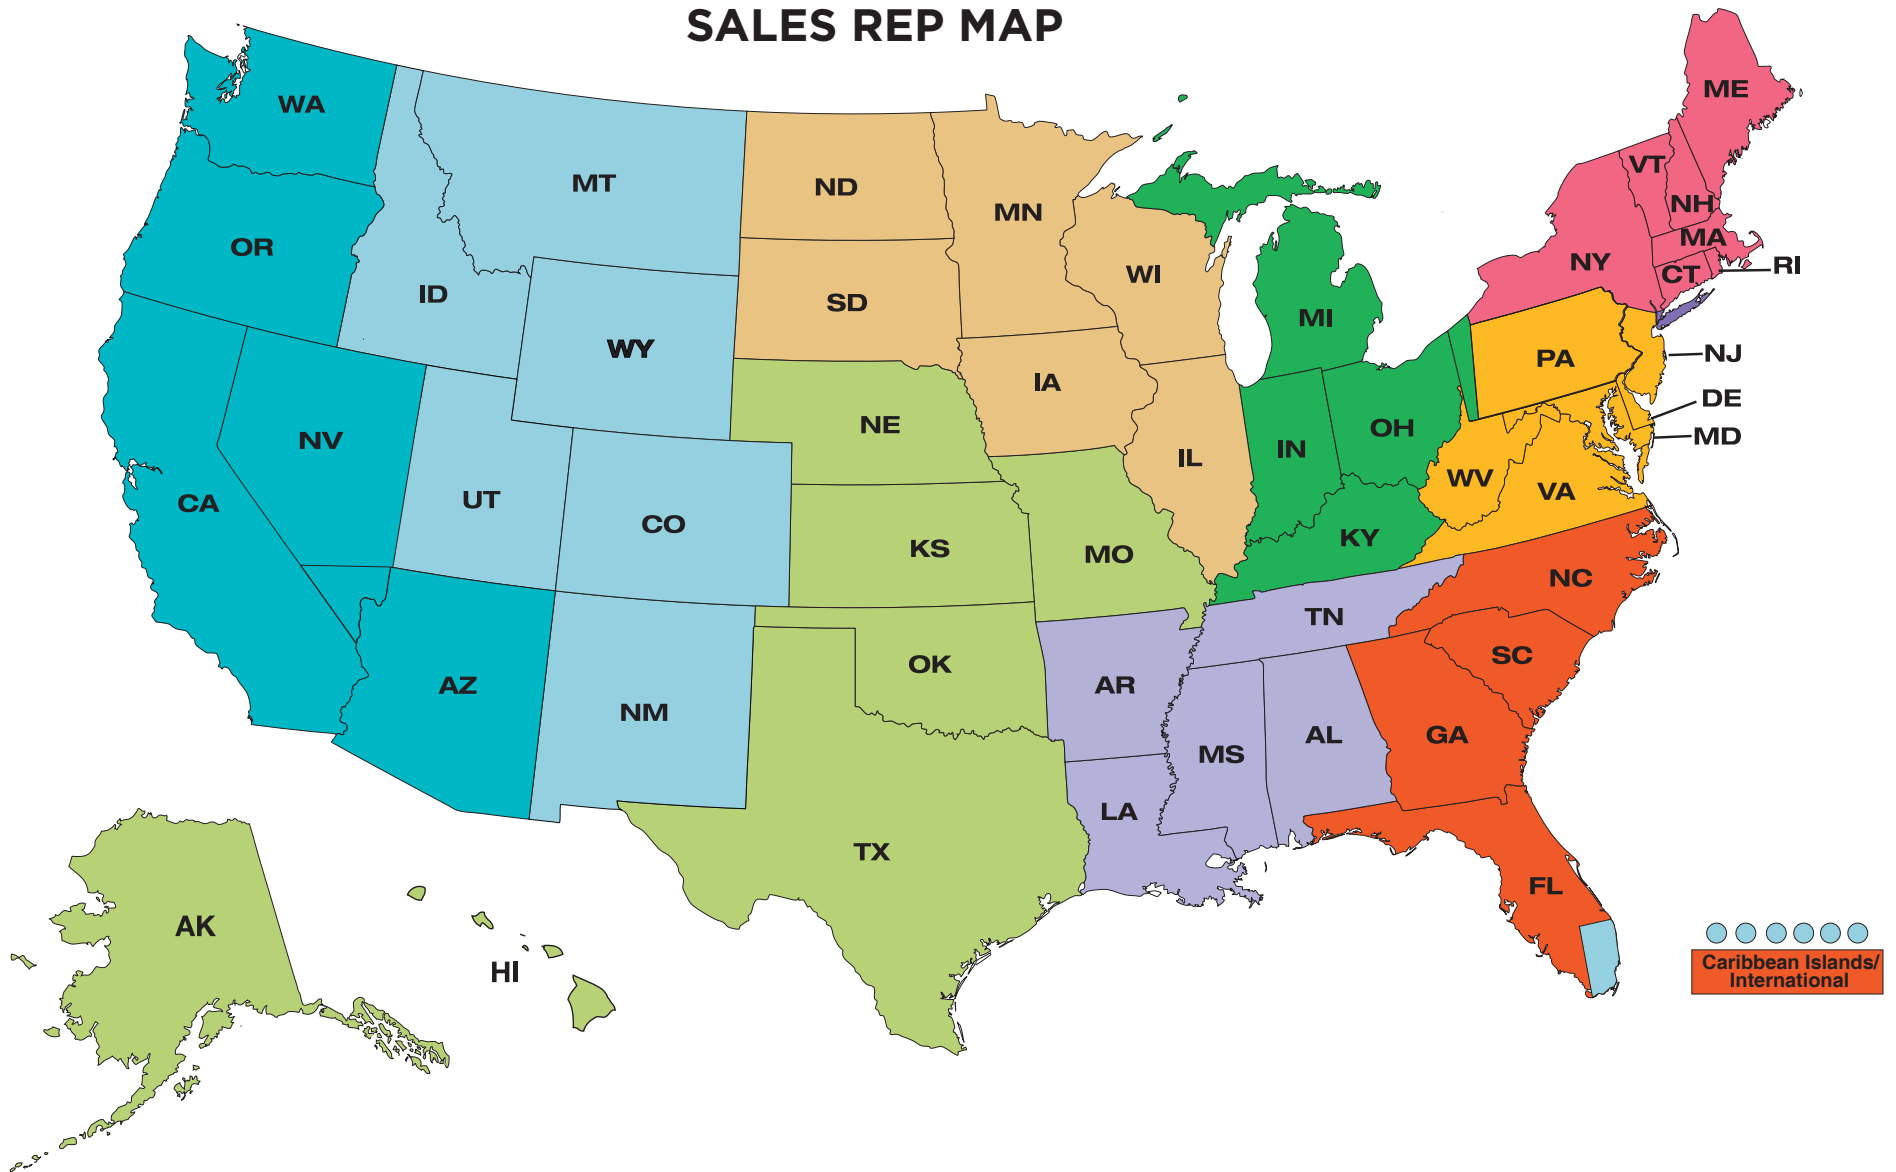 SALES REP MAP
WA
ME
MT
VT
ND
NH
MN
MA
OR
NY
RI
CT
WI
ID
SD
MI
WY
PA
NJ
IA
DE
NE
OH
MD
NV
IN
IL
WV
VA
UT
CA
CO
KY
KS
MO
NC
TN
SC
OK
AZ
AR
NM
GA
AL
MS
LA
TX
FL
AK
Caribbean Islands/
International
HI